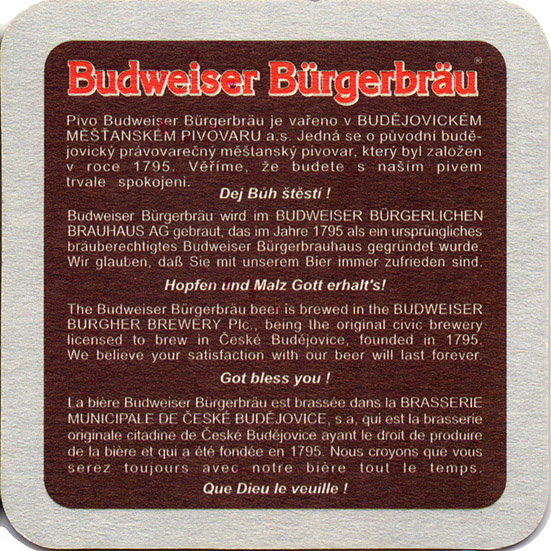 Budweiser Bürgerbräu®
Pivo Budweiser Bürgerbräu je vařeno v BUDĚJOVICKÉM
MĚŠŤANSKÉM PIVOVARU a.s. Jedná se o původní budě-
jovický právovarečný měšťanský pivovar, který byl založen
v roce 1795. Věříme, že budete s naším pivem
trvale spokojeni.
Dej Bůh štěstí !
Budweiser Bürgerbräu wird im BUDWEISER BÜRGERLICHEN
BRAUHAUS AG gebraut, das im Jahre 1795 als ein ursprüngliches
bräuberechtigtes Budweiser Bürgerbrauhaus gegründet wurde.
Wir glauben, daß Sie mit unserem Bier immer zufrieden sind.
Hopfen und Malz Gott erhalt's!
The Budweiser Bürgerbräu beer is brewed in the BUDWEISER
BURGHER BREWERY Plc., being the original civic brewery
licensed to brew in České Budějovice, founded in 1795.
We believe your satisfaction with our beer will last forever.
Got bless you !
La bière Budweiser Bürgerbräu est brassée dans la BRASSERIE
MUNICIPALE DE ČESKÉ BUDĚJOVICE, s.a, qui est la brasserie
originale citadine de České Budějovice ayant le droit de produire
de la bière et qui a été fondée en 1795. Nous croyons que vous
serez toujours avec notre bière tout le temps.
Que Dieu le veuille !